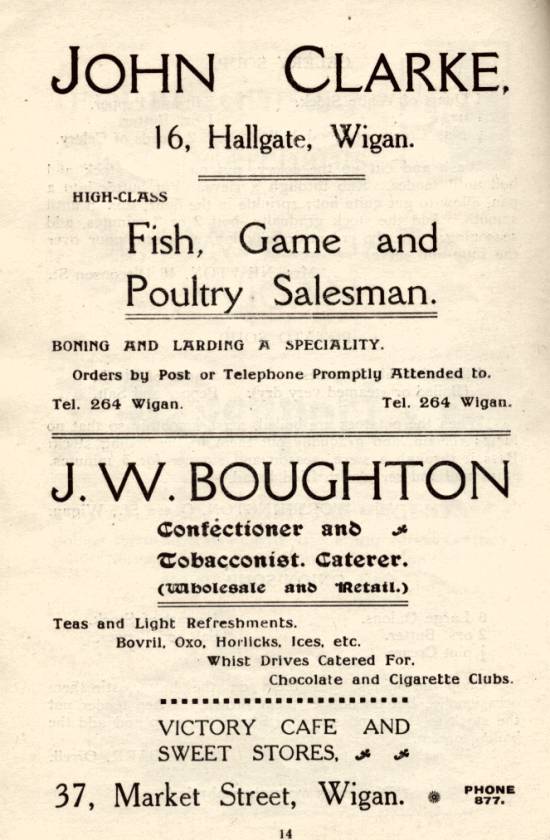 JOHN CLARKE,
16, Hallgate, Wigan.
HIGH-CLASS
Fish, Game and
Poultry Salesman.
BONING AND LARDING A SPECIALITY.
Orders by Post or Telephone Promptly Attended to.
Tel. 264 Wigan. Tel. 264 Wigan.
J. W. BOUGHTON
Confectioner and
Tobacconist. Caterer.
(Wholesale and Retail.)
Teas and Light Refreshments.
Bovril, Oxo, Horlicks, Ices, etc.
Whist Drives Catered For,
Chocolate and Cigarette Clubs.
VICTORY CAFE AND
SWEET STORES,
37, Market Street, Wigan. PHONE
877.
14